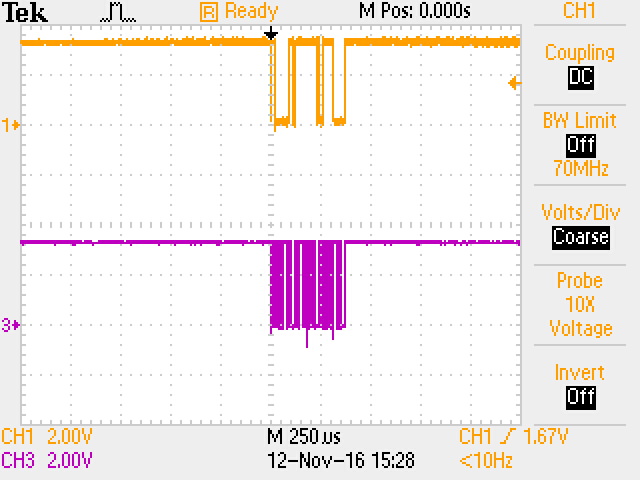 Tek R Ready M Pos: 0.000s CH1
Coupling
DC
BW Limit
Off
70MHz
Volts/Div
Coarse
Probe
10X
Voltage
Invert
Off
1
3
CH1 2.00V M 250µs CH1 1.67V
CH3 2.00V 12-Nov-16 15:28 <10Hz